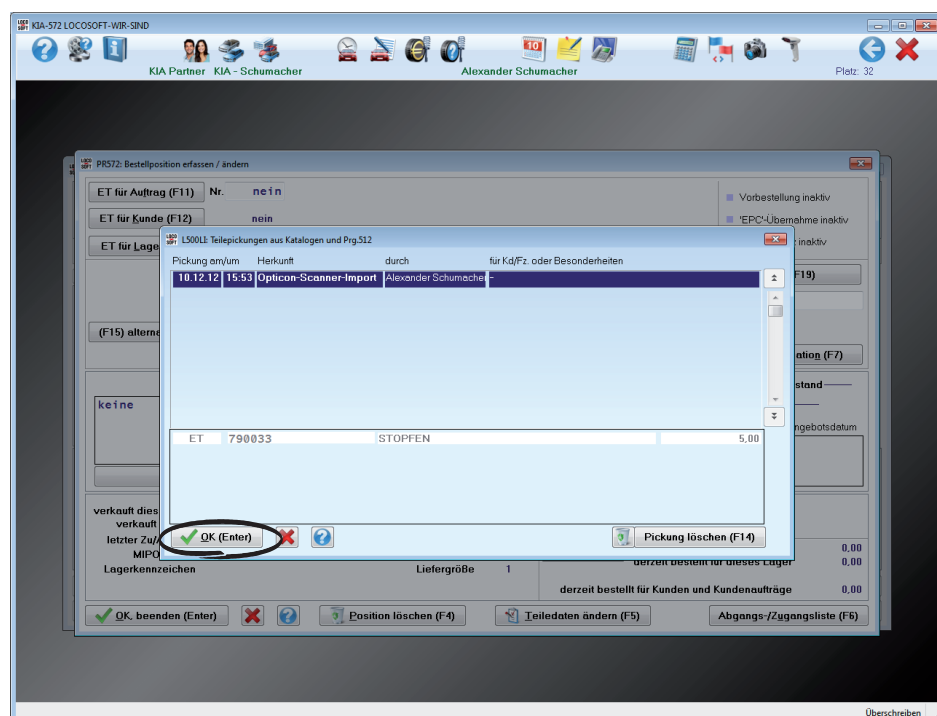 KIA-572 LOCOSOFT-WIR-SIND
KIA Partner KIA - Schumacher
Alexander Schumacher
Platz: 32
PR572: Bestellposition erfassen / ändern
ET für Auftrag (F11) Nr. nein
Vorbestellung inaktiv
ET für Kunde (F12) nein
'EPC'-Übernahme inaktiv
ET für Lage
inaktiv
L500LI: Teilepickungen aus Katalogen und Prg.512
Pickung am/um Herkunft durch für Kd/Fz. oder Besonderheiten
10.12.12 15:53 Opticon-Scanner-Import Alexander Schumacher -
F19)
(F15) alterna
ation (F7)
stand
keine
ngebotsdatum
ET 790033 STOPFEN 5,00
verkauft dies
verkauft
OK (Enter)
Pickung löschen (F14)
letzter Zu/A
MIPO
0,00
derzeit bestellt für dieses Lager 0,00
Lagerkennzeichen Liefergröße 1
derzeit bestellt für Kunden und Kundenaufträge 0,00
OK, beenden (Enter)
Position löschen (F4)
Teiledaten ändern (F5)
Abgangs-/Zugangsliste (F6)
Überschreiben